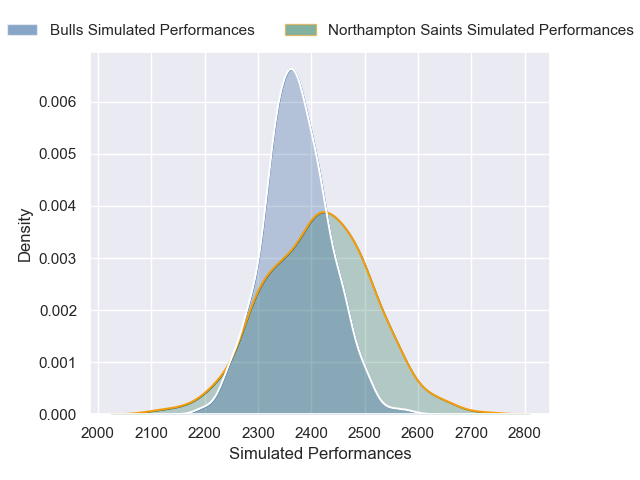 Bulls Simulated Performances
Northampton Saints Simulated Performances
0.006
0.005
0.004
0.003
0.002
0.001
0.000
Density
2000 2100 2200 2300 2400 2500 2600 2700 2800
Simulated Performances